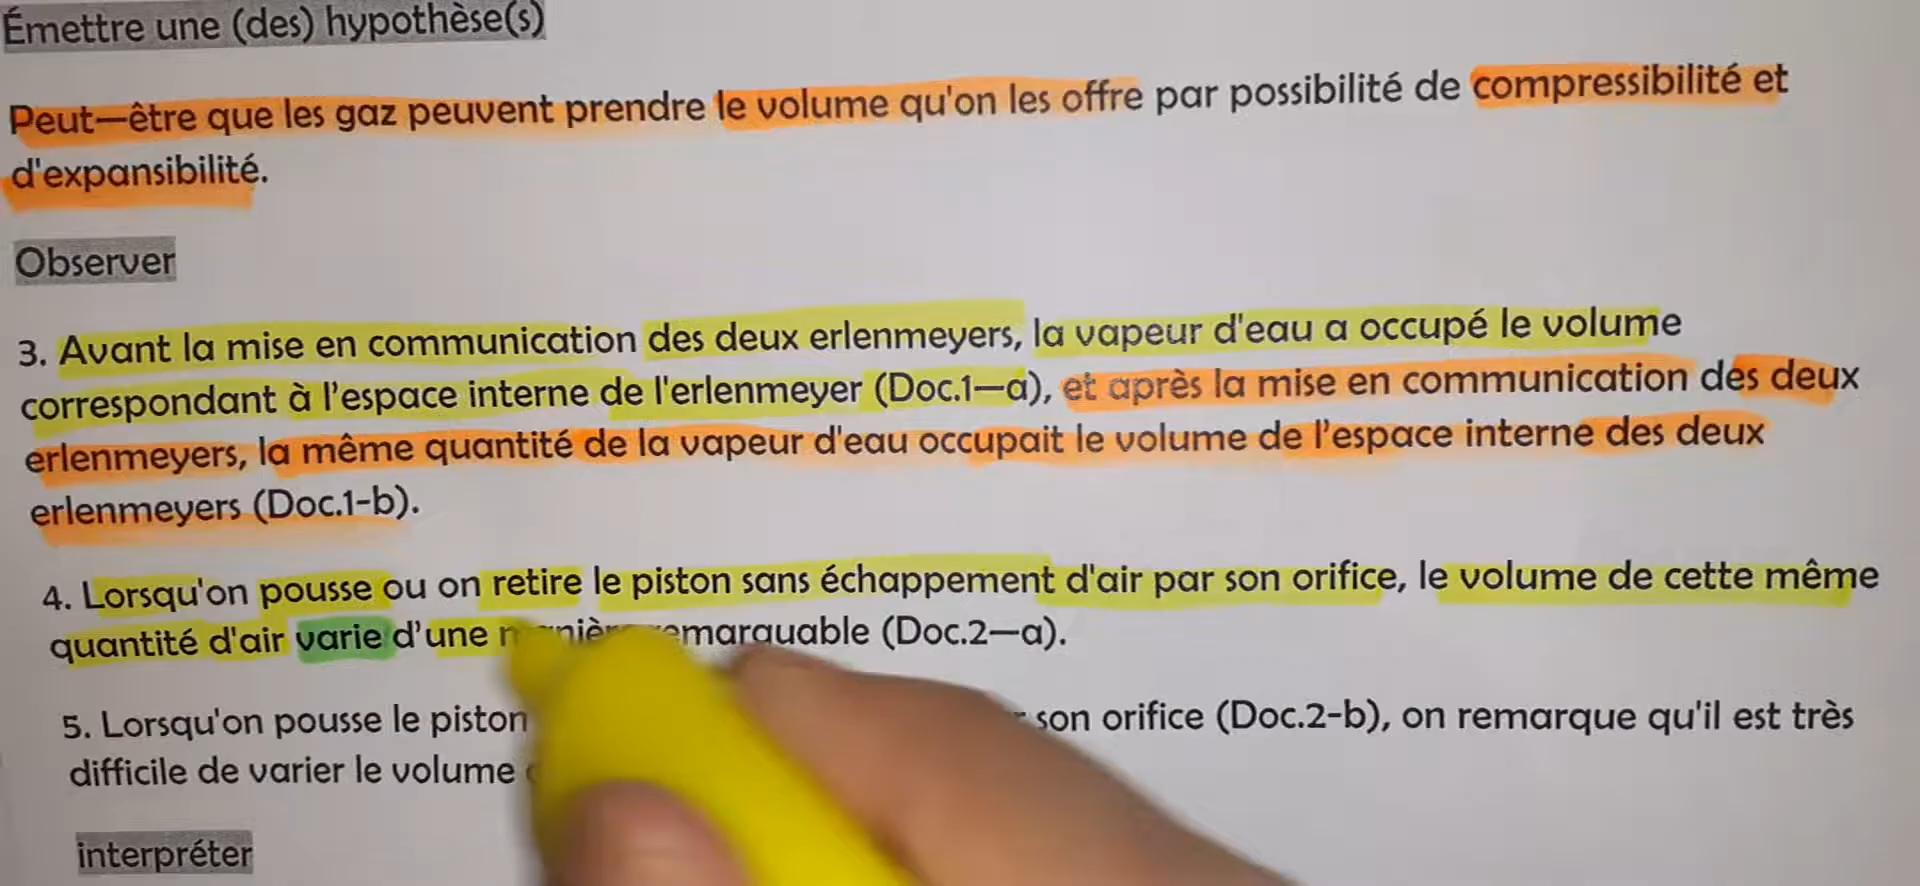 Émettre une (des) hypothèse(s)
Peut—être que les gaz peuvent prendre le volume qu'on les offre par possibilité de compressibilité et
d'expansibilité.
Observer
3. Avant la mise en communication des deux erlenmeyers, la vapeur d'eau a occupé le volume
correspondant à l'espace interne de l'erlenmeyer (Doc.1—a), et après la mise en communication des deux
erlenmeyers, la même quantité de la vapeur d'eau occupait le volume de l'espace interne des deux
erlenmeyers (Doc.1-b).
4. Lorsqu'on pousse ou on retire le piston sans échappement d'air par son orifice, le volume de cette même
quantité d'air varie d'une manière remarquable (Doc.2—a).
5. Lorsqu'on pousse le piston son orifice (Doc.2-b), on remarque qu'il est très
difficile de varier le volume
interpréter